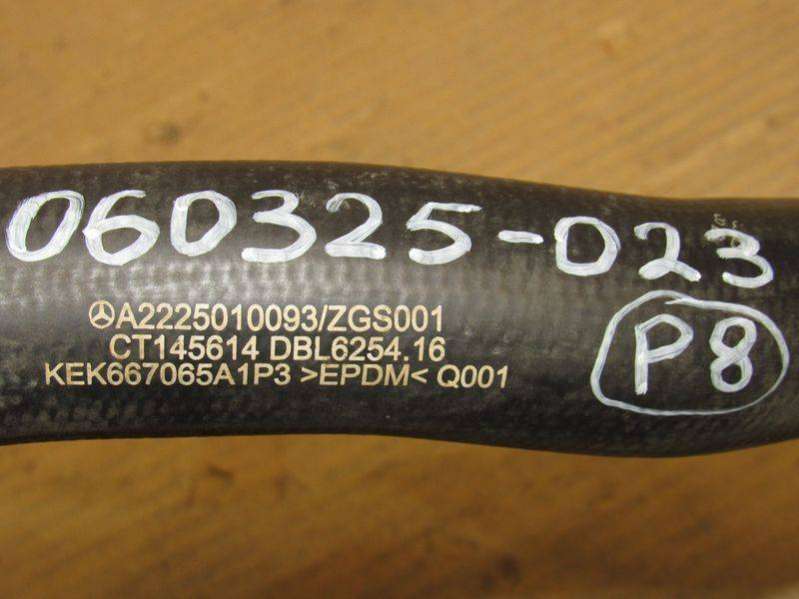 060325-023
A2225010093/ZGS001
CT145614 DBL6254.16
KEK667065A1P3 >EPDM< Q001
P8